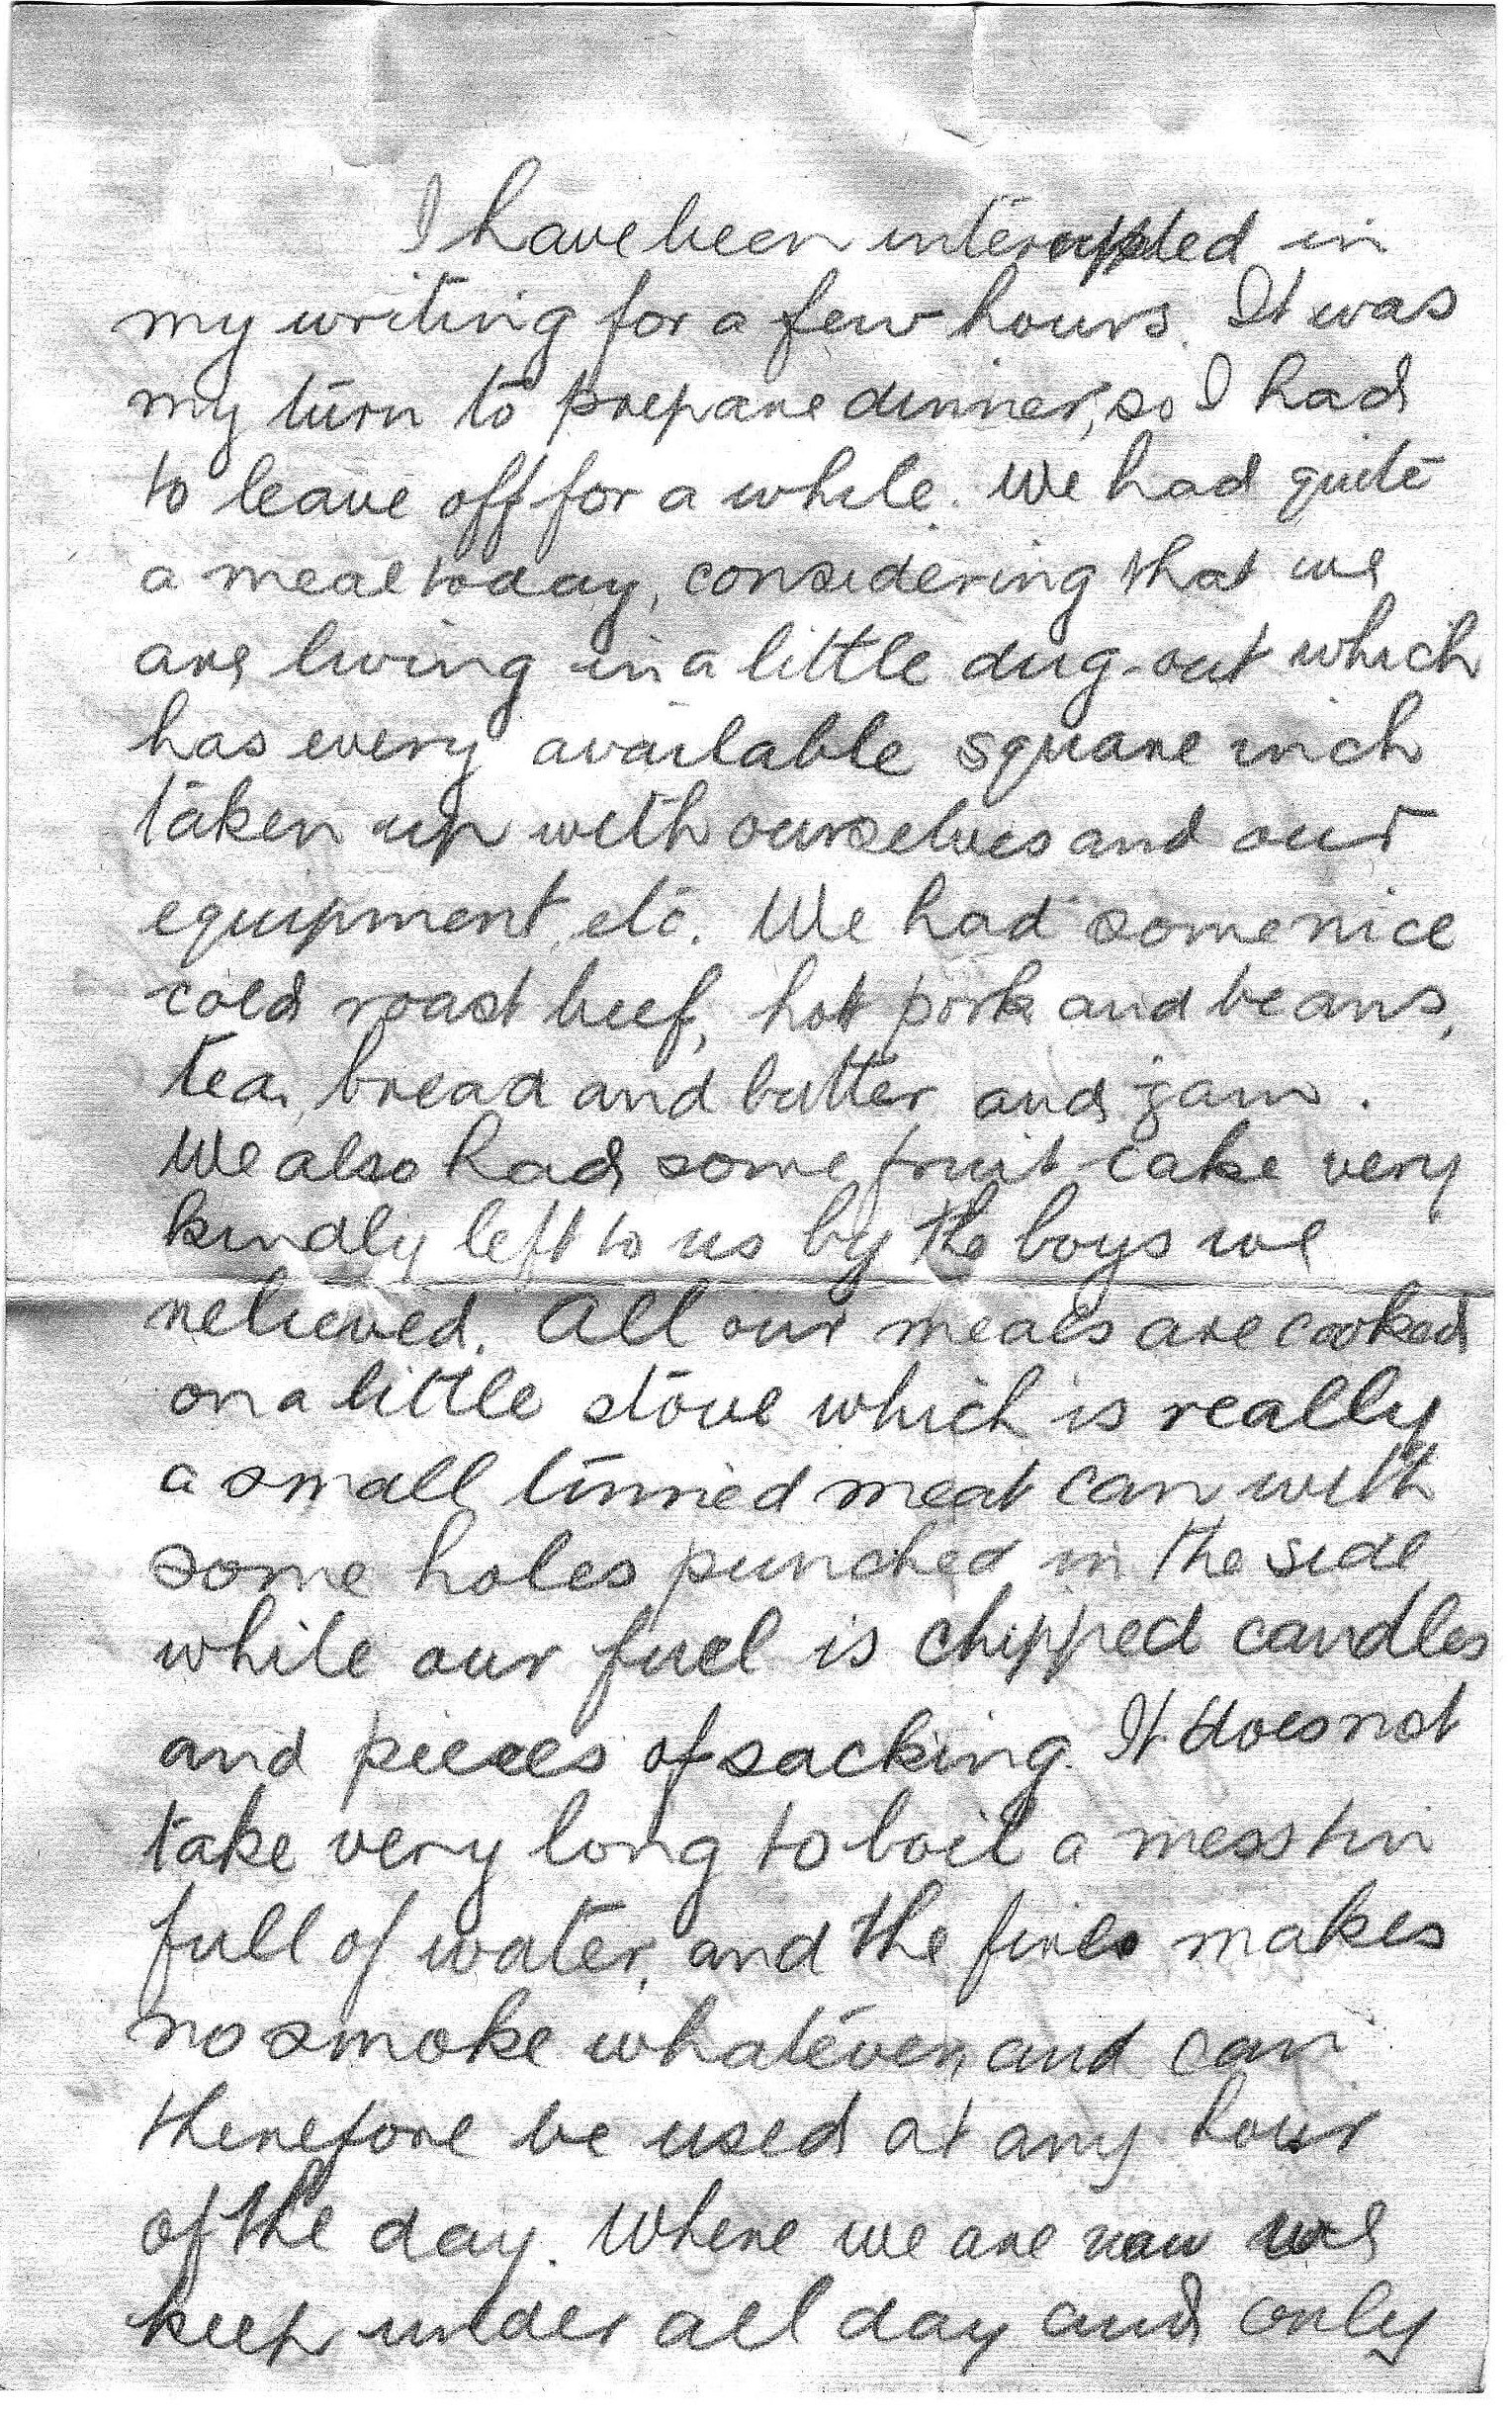 I have been interuppted in
my writing for a few hours. It was
my turn to prepare dinner, so I had
to leave off for a while. We had quite
a meal today, considering that we
are living in a little dug-out which
has every available square inch
taken up with ourselves and our
equipment, etc. We had some nice
cold roast beef, hot pork and beans,
tea, bread and butter and jam.
We also had some fruit cake very
kindly left to us by the boys we
relieved. All our meals are cooked
on a little stove which is really
a small tinned meat can with
some holes punched in the side
while our fuel is chipped candles
and pieces of sacking. It does not
take very long to boil a mess tin
full of water, and the fires makes
no smoke whatever, and can
therefore be used at any hour
of the day. Where we are now we
keep under all day and only